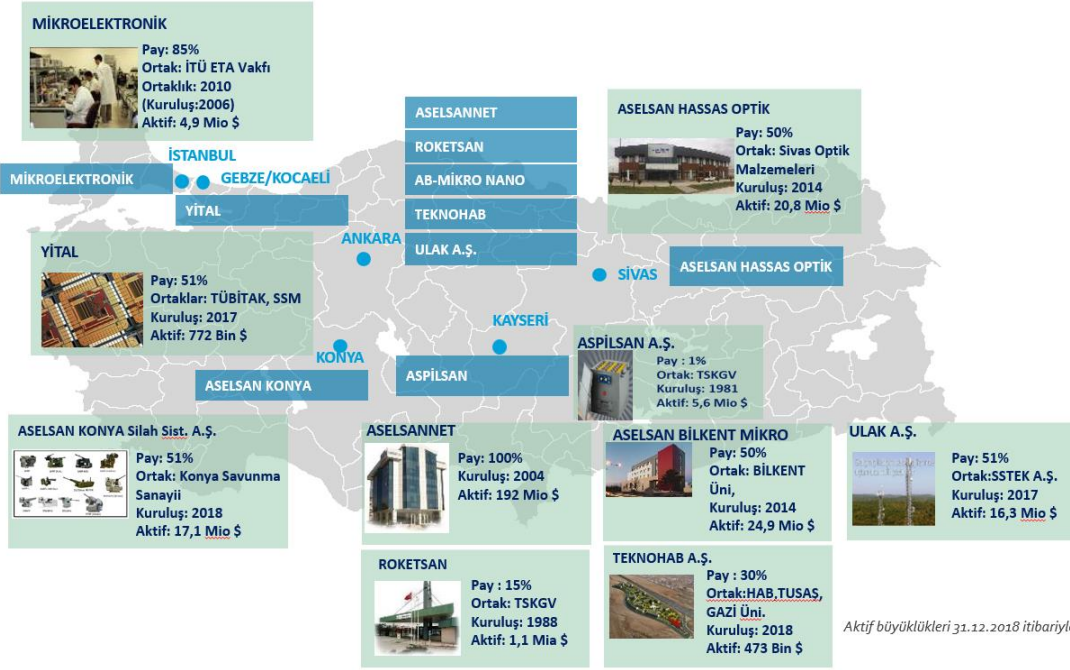 MİKROELEKTRONİK
Pay: 85%
Ortak: İTÜ ETA Vakfı
Ortaklık: 2010
(Kuruluş:2006)
Aktif: 4,9 Mio $
ASELSANNET
ROKETSAN
AB-MİKRO NANO
TEKNOHAB
ULAK A.Ş.
ASELSAN HASSAS OPTİK
Pay: 50%
Ortak: Sivas Optik
Malzemeleri
Kuruluş: 2014
Aktif: 20,8 Mio $
İSTANBUL
MİKROELEKTRONİK
GEBZE/KOCAELİ
YİTAL
ANKARA
SİVAS
ASELSAN HASSAS OPTİK
YİTAL
Pay: 51%
Ortaklar: TÜBİTAK, SSM
Kuruluş: 2017
Aktif: 772 Bin $
KONYA
ASELSAN KONYA
KAYSERİ
ASPİLSAN
ASPİLSAN A.Ş.
Pay : 1%
Ortak: TSKGV
Kuruluş: 1981
Aktif: 5,6 Mio $
ASELSAN KONYA Silah Sist. A.Ş.
Pay: 51%
Ortak: Konya Savunma
Sanayii
Kuruluş: 2018
Aktif: 17,1 Mio $
ASELSANNET
Pay: 100%
Kuruluş: 2004
Aktif: 192 Mio $
ASELSAN BİLKENT MİKRO
Pay: 50%
Ortak: BİLKENT
Üni,
Kuruluş: 2014
Aktif: 24,9 Mio $
ULAK A.Ş.
Pay: 51%
Ortak:SSTEK A.Ş.
Kuruluş: 2017
Aktif: 16,3 Mio $
ROKETSAN
Pay : 15%
Ortak: TSKGV
Kuruluş: 1988
Aktif: 1,1 Mia $
TEKNOHAB A.Ş.
Pay : 30%
Ortak:HAB,TUSAŞ,
GAZİ Üni.
Kuruluş: 2018
Aktif: 473 Bin $
Aktif büyüklükleri 31.12.2018 itibariyle